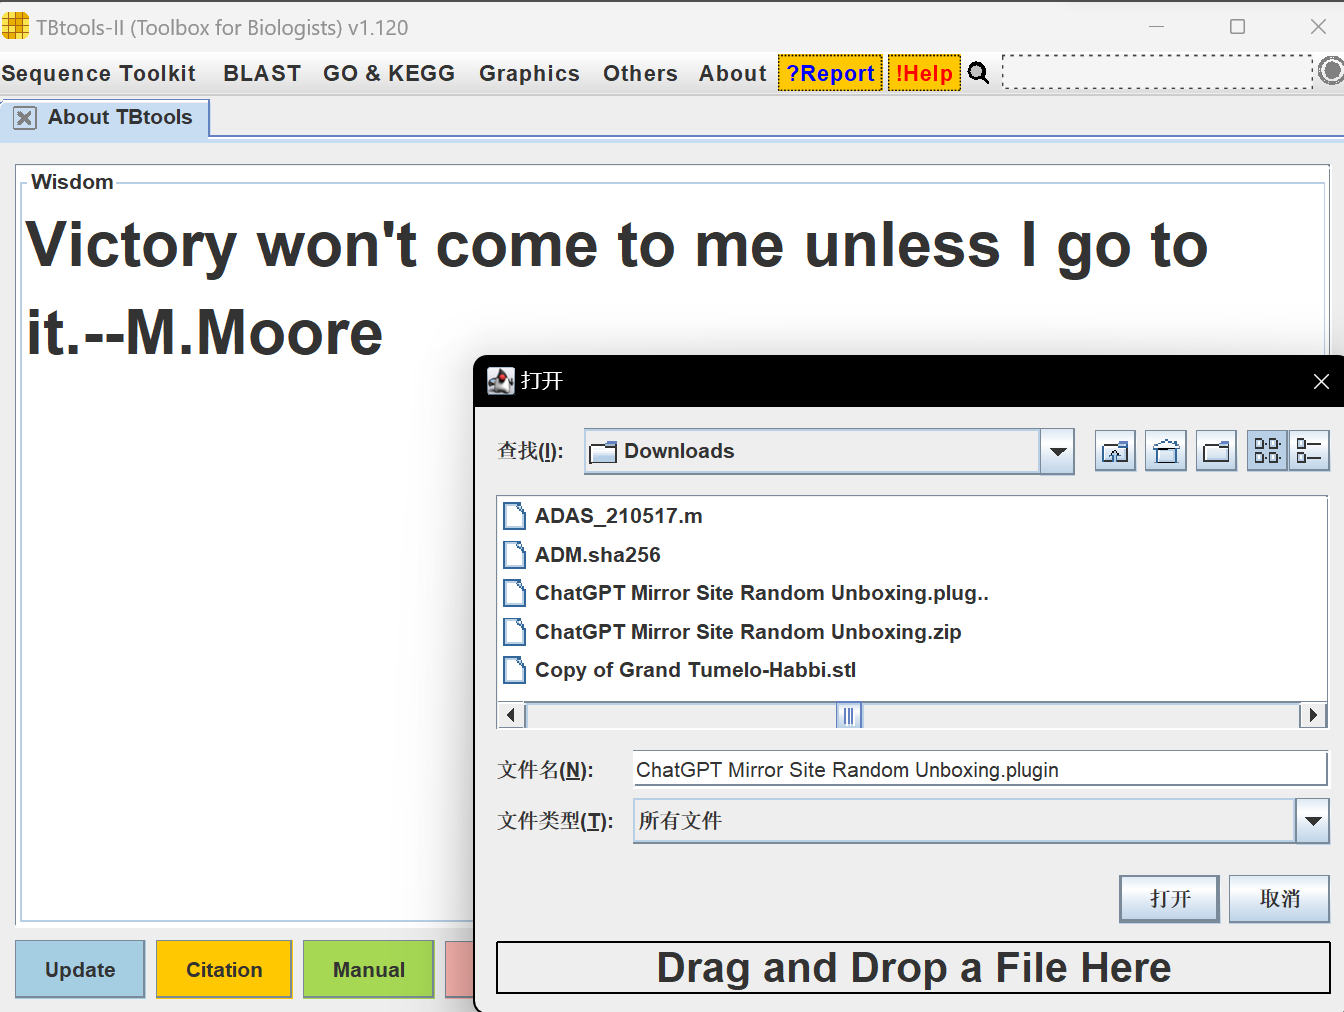 TBtools-II (Toolbox for Biologists) v1.120
Sequence Toolkit BLAST GO & KEGG Graphics Others About ?Report !Help
About TBtools
Wisdom
Victory won't come to me unless I go to
it.--M.Moore
打开
查找(I): Downloads
ADAS_210517.m
ADM.sha256
ChatGPT Mirror Site Random Unboxing.plug..
ChatGPT Mirror Site Random Unboxing.zip
Copy of Grand Tumelo-Habbi.stl
文件名(N): ChatGPT Mirror Site Random Unboxing.plugin
文件类型(T): 所有文件
打开 取消
Update Citation Manual
Drag and Drop a File Here